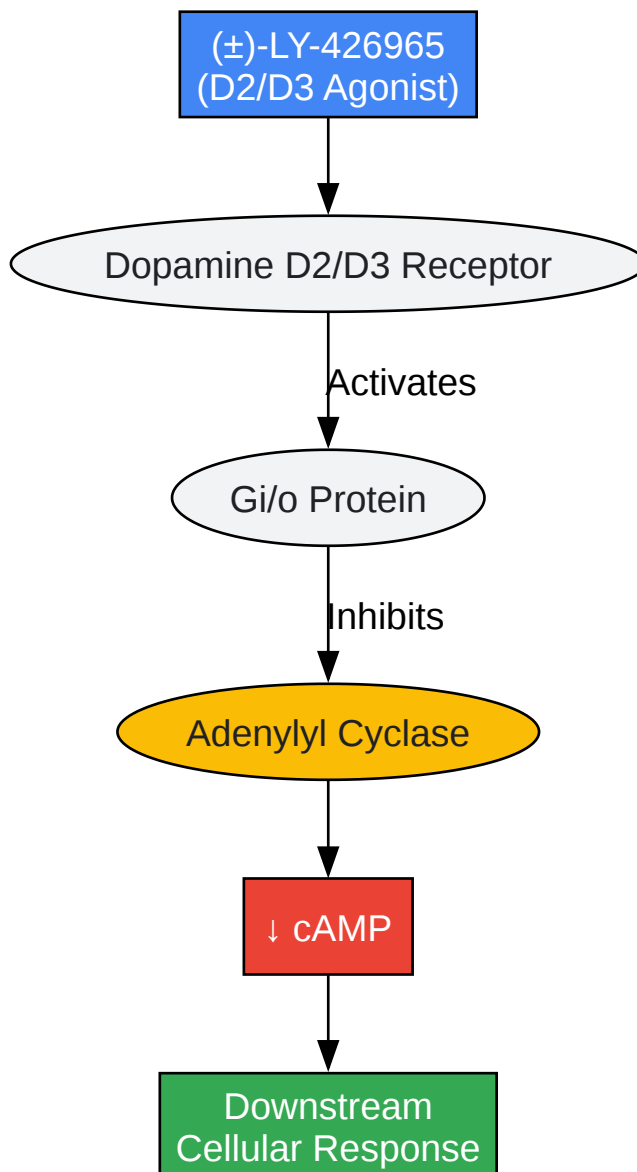 (±)-LY-426965
(D2/D3 Agonist)
Dopamine D2/D3 Receptor
Activates
Gi/o Protein
Inhibits
Adenylyl Cyclase
↓ cAMP
Downstream
Cellular Response